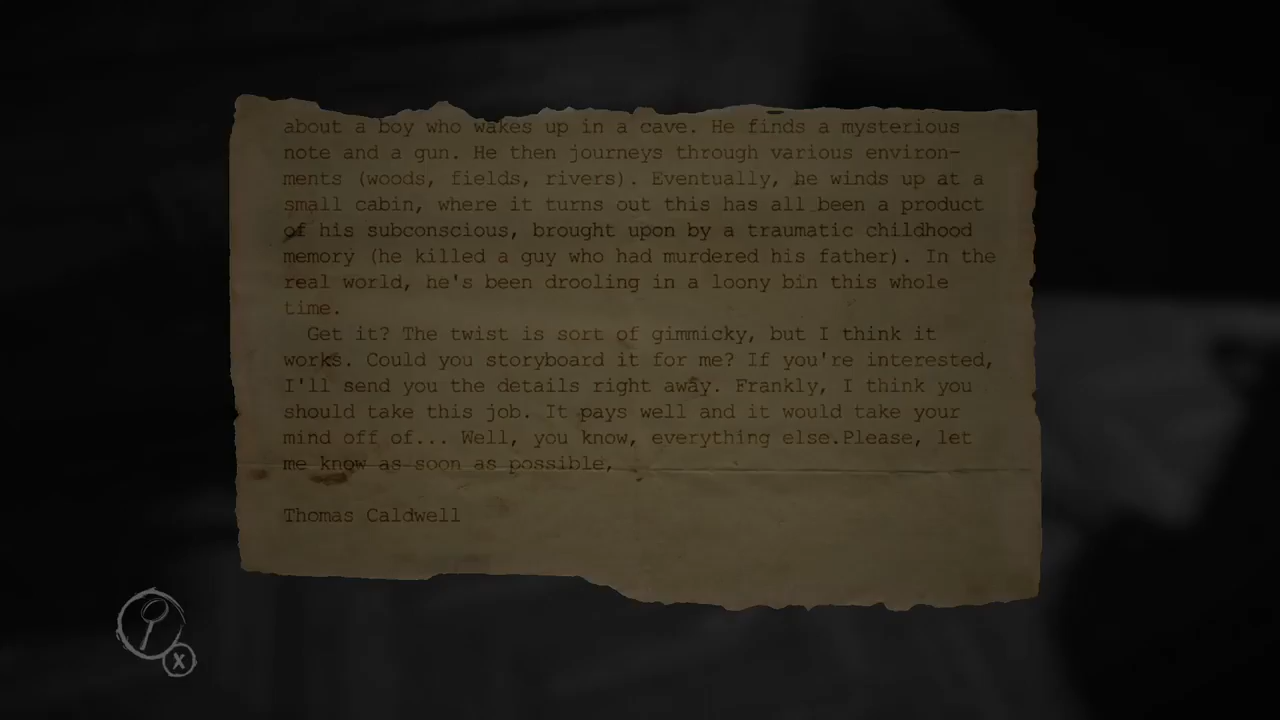 about a boy who wakes up in a cave. He finds a mysterious
note and a gun. He then journeys through various environ-
ments (woods, fields, rivers). Eventually, he winds up at a
small cabin, where it turns out this has all been a product
of his subconscious, brought upon by a traumatic childhood
memory (he killed a guy who had murdered his father). In the
real world, he's been drooling in a loony bin this whole
time.
Get it? The twist is sort of gimmicky, but I think it
works. Could you storyboard it for me? If you're interested,
I'll send you the details right away. Frankly, I think you
should take this job. It pays well and it would take your
mind off of... Well, you know, everything else.Please, let
me know as soon as possible,
Thomas Caldwell
X